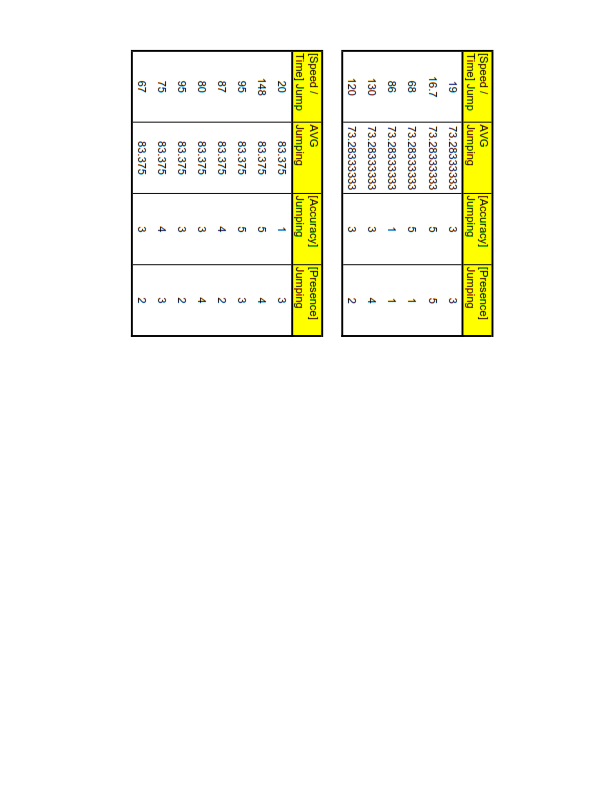 [Speed / Time] Jump AVG Jumping [Accuracy] Jumping [Presence] Jumping
19 73.28333333 3 3
16.7 73.28333333 5 5
68 73.28333333 5 1
86 73.28333333 1 1
130 73.28333333 3 4
120 73.28333333 3 2
[Speed / Time] Jump AVG Jumping [Accuracy] Jumping [Presence] Jumping
20 83.375 1 3
148 83.375 5 4
95 83.375 5 3
87 83.375 4 2
80 83.375 3 4
95 83.375 3 2
75 83.375 4 3
67 83.375 3 2